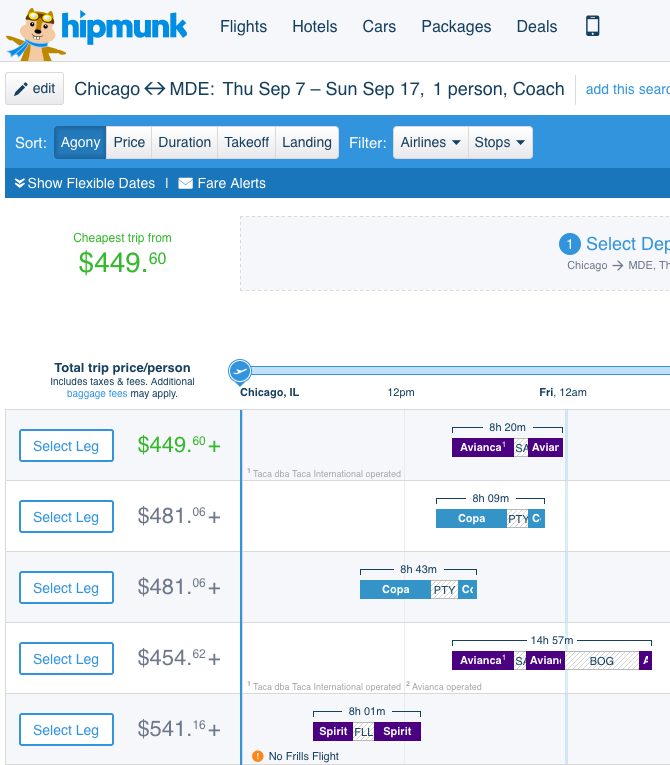 hipmunk
Flights Hotels Cars Packages Deals
edit Chicago ↔ MDE: Thu Sep 7 – Sun Sep 17, 1 person, Coach add this sear
Sort: Agony Price Duration Takeoff Landing Filter: Airlines Stops
Show Flexible Dates | Fare Alerts
Cheapest trip from
$449.60
1 Select Dep
Chicago → MDE, Th
Total trip price/person
Includes taxes & fees. Additional
baggage fees may apply.
Chicago, IL 12pm Fri, 12am
8h 20m
Select Leg $449.60+ Avianca¹ SA Aviar
¹ Taca dba Taca International operated
8h 09m
Select Leg $481.06+ Copa PTY C
8h 43m
Select Leg $481.06+ Copa PTY Co
14h 57m
Select Leg $454.62+ Avianca¹ SA Avian BOG A
¹ Taca dba Taca International operated ² Avianca operated
8h 01m
Select Leg $541.16+ Spirit FLL Spirit
No Frills Flight